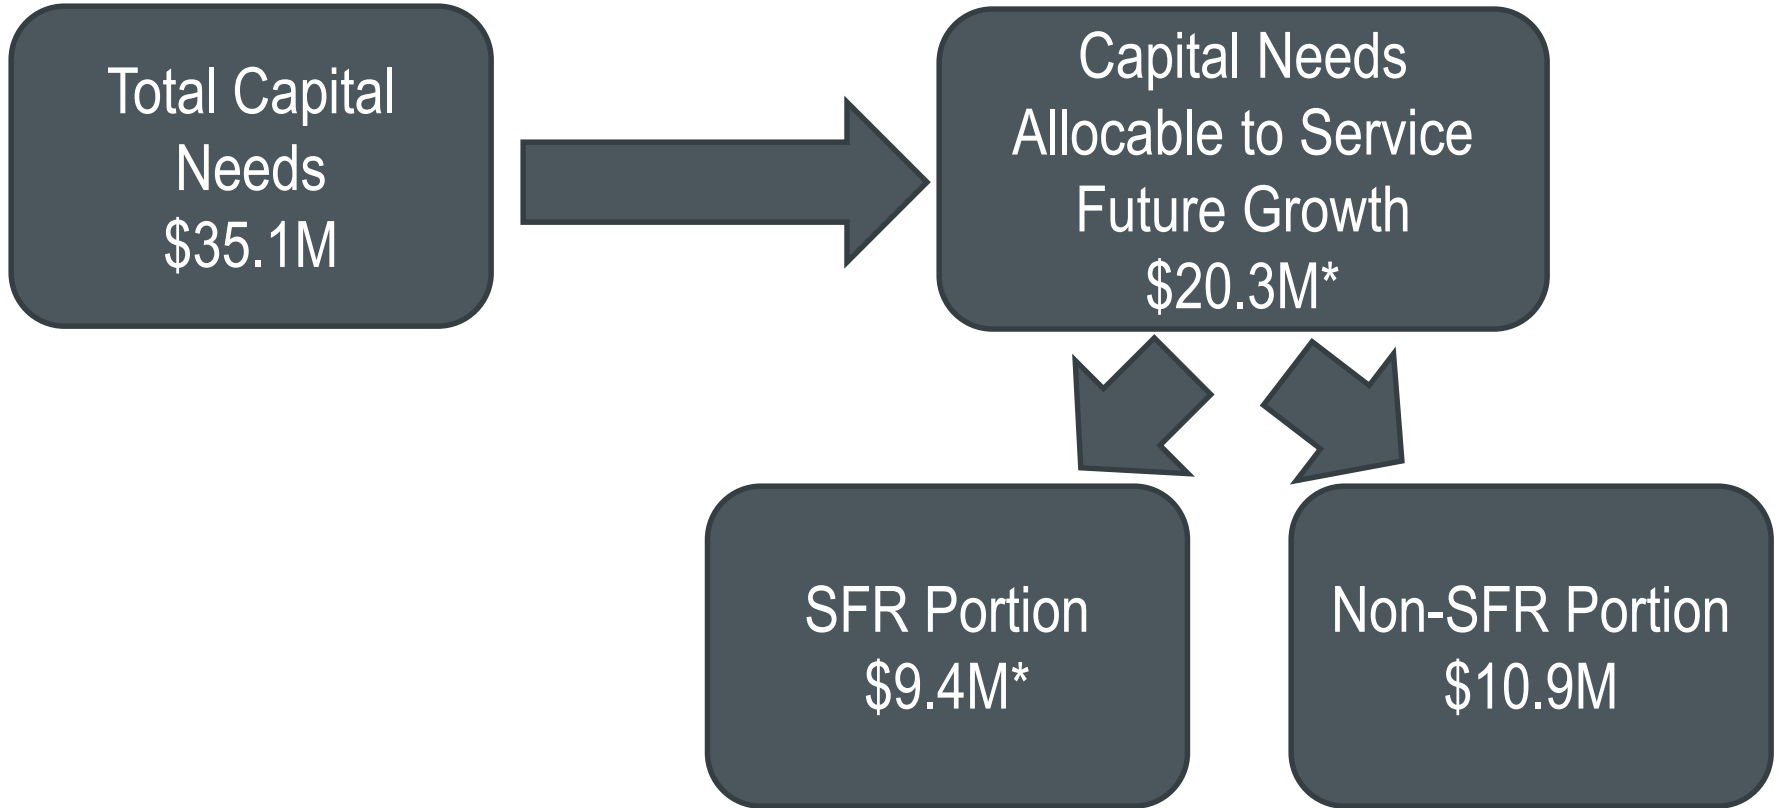 Total Capital
Needs
$35.1M
Capital Needs
Allocable to Service
Future Growth
$20.3M*
SFR Portion
$9.4M*
Non-SFR Portion
$10.9M